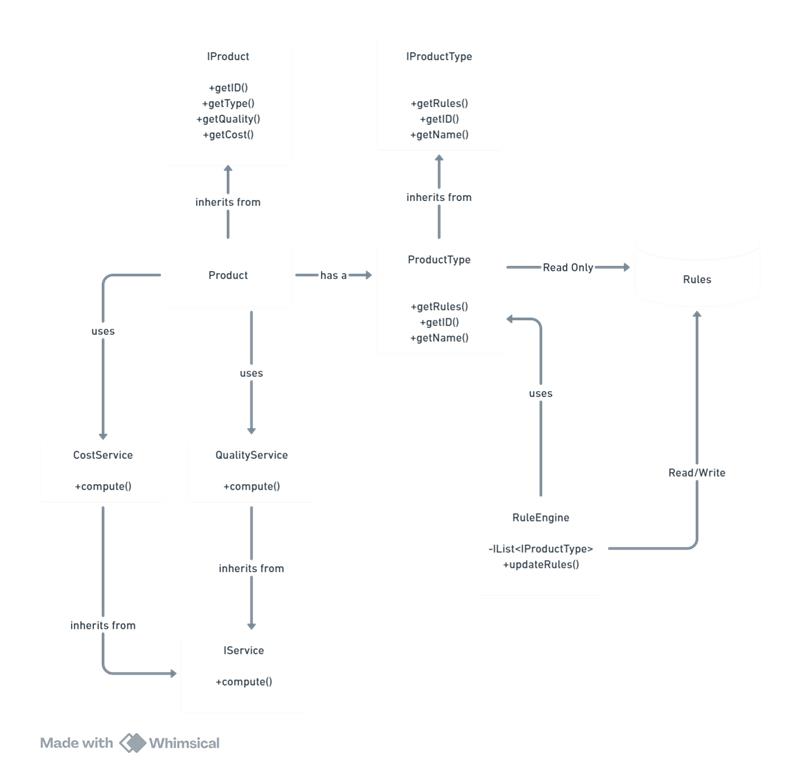 IProduct
+getID()
+getType()
+getQuality()
+getCost()
IProductType
+getRules()
+getID()
+getName()
inherits from
inherits from
Product
has a
ProductType
+getRules()
+getID()
+getName()
Read Only
Rules
uses
uses
uses
CostService
+compute()
QualityService
+compute()
Read/Write
RuleEngine
-IList<IProductType>
+updateRules()
inherits from
inherits from
IService
+compute()
Made with Whimsical